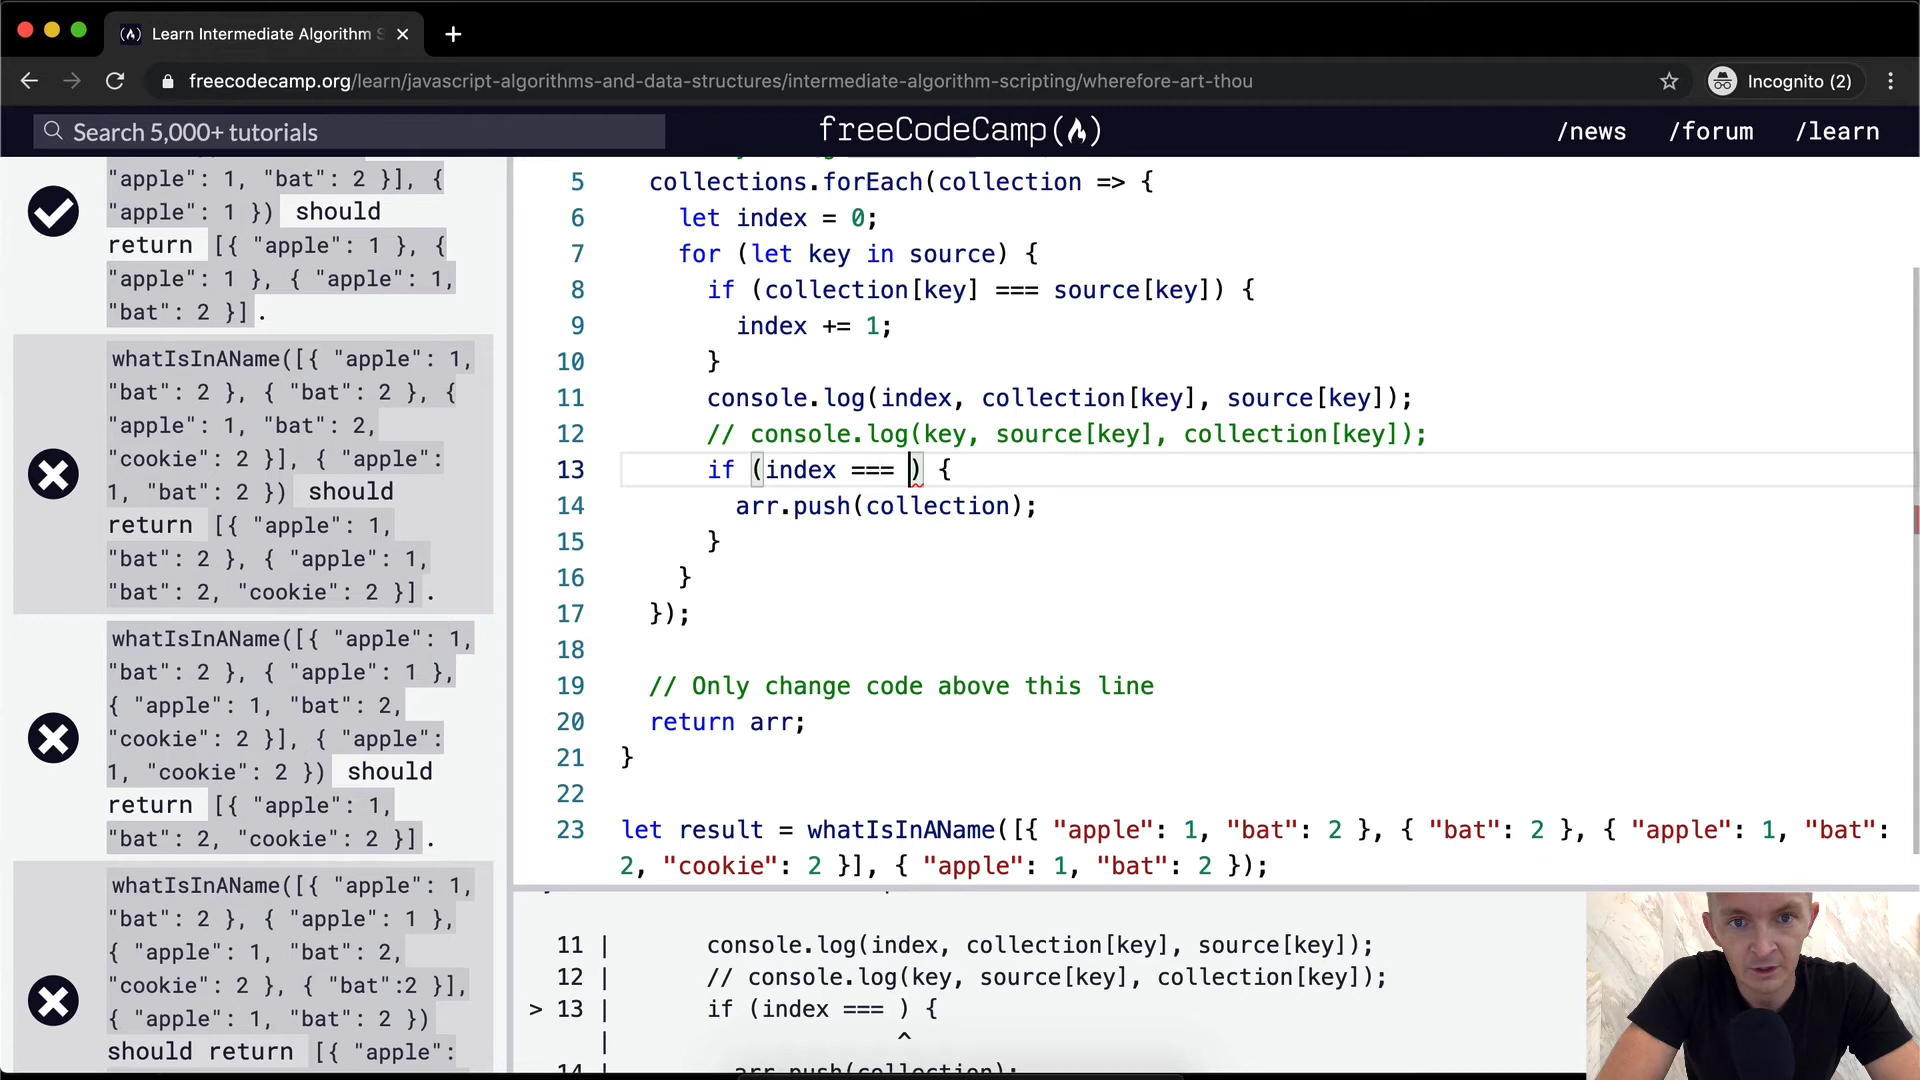 Learn Intermediate Algorithm S
freecodecamp.org/learn/javascript-algorithms-and-data-structures/intermediate-algorithm-scripting/wherefore-art-thou
Incognito (2)
Search 5,000+ tutorials
freeCodeCamp
/news
/forum
/learn
"apple": 1, "bat": 2 }], {
"apple": 1 }) should
return [{ "apple": 1 }, {
"apple": 1 }, { "apple": 1,
"bat": 2 }].
whatIsInAName([{ "apple": 1,
"bat": 2 }, { "bat": 2 }, {
"apple": 1, "bat": 2,
"cookie": 2 }], { "apple":
1, "bat": 2 }) should
return [{ "apple": 1,
"bat": 2 }, { "apple": 1,
"bat": 2, "cookie": 2 }].
whatIsInAName([{ "apple": 1,
"bat": 2 }, { "apple": 1 },
{ "apple": 1, "bat": 2,
"cookie": 2 }], { "apple":
1, "cookie": 2 }) should
return [{ "apple": 1,
"bat": 2, "cookie": 2 }].
whatIsInAName([{ "apple": 1,
"bat": 2 }, { "apple": 1 },
{ "apple": 1, "bat": 2,
"cookie": 2 }, { "bat":2 }],
{ "apple": 1, "bat": 2 })
should return [{ "apple":
5 collections.forEach(collection => {
6 let index = 0;
7 for (let key in source) {
8 if (collection[key] === source[key]) {
9 index += 1;
10 }
11 console.log(index, collection[key], source[key]);
12 // console.log(key, source[key], collection[key]);
13 if (index === ) {
14 arr.push(collection);
15 }
16 }
17 });
18
19 // Only change code above this line
20 return arr;
21 }
22
23 let result = whatIsInAName([{ "apple": 1, "bat": 2 }, { "bat": 2 }, { "apple": 1, "bat":
2, "cookie": 2 }], { "apple": 1, "bat": 2 });
11 | console.log(index, collection[key], source[key]);
12 | // console.log(key, source[key], collection[key]);
> 13 | if (index === ) {
| ^
14 | arr.push(collection);